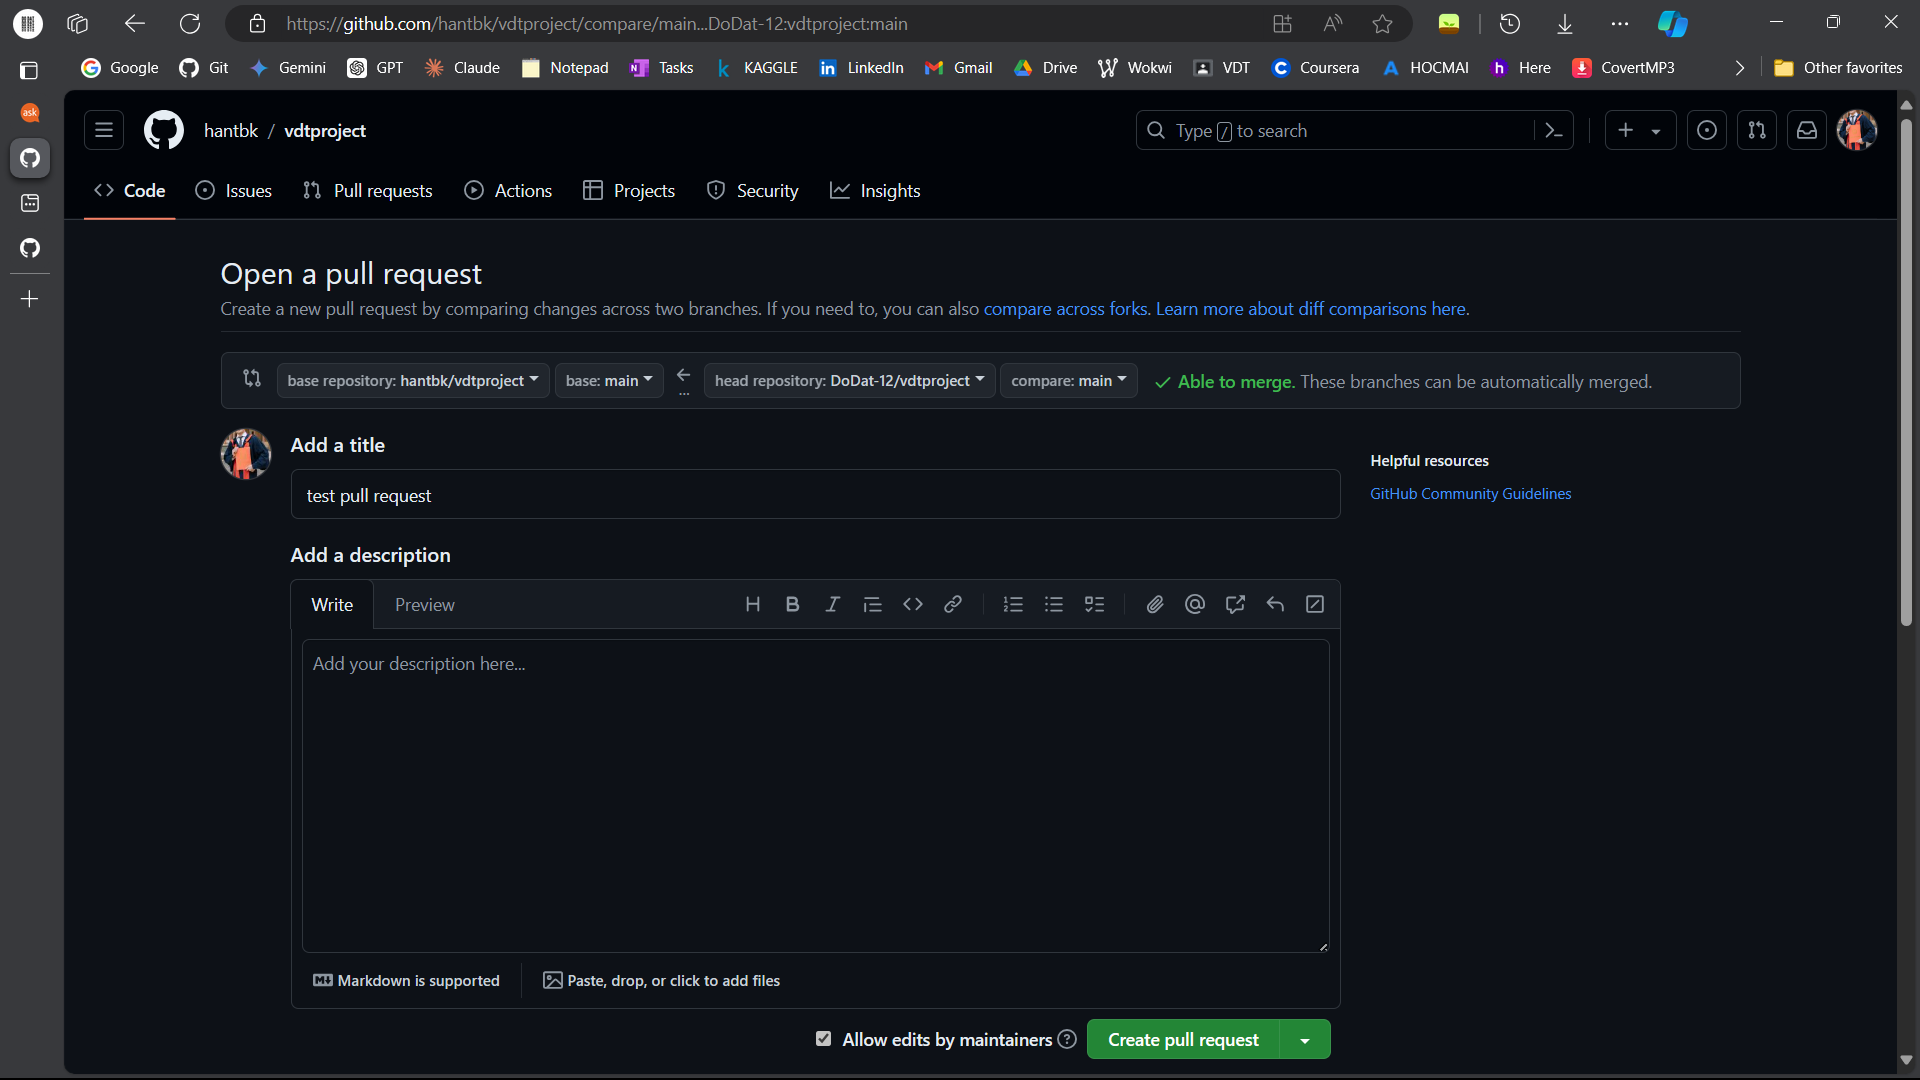 https://github.com/hantbk/vdtproject/compare/main...DoDat-12:vdtproject:main
Google Git Gemini GPT Claude Notepad Tasks KAGGLE LinkedIn Gmail Drive Wokwi VDT Coursera HOCMAI Here CovertMP3 Other favorites
ask
hantbk / vdtproject
Type / to search
Code Issues Pull requests Actions Projects Security Insights
Open a pull request
Create a new pull request by comparing changes across two branches. If you need to, you can also compare across forks. Learn more about diff comparisons here.
base repository: hantbk/vdtproject base: main ... head repository: DoDat-12/vdtproject compare: main Able to merge. These branches can be automatically merged.
Add a title
Helpful resources
test pull request
GitHub Community Guidelines
Add a description
Write Preview
Add your description here...
Markdown is supported Paste, drop, or click to add files
Allow edits by maintainers Create pull request